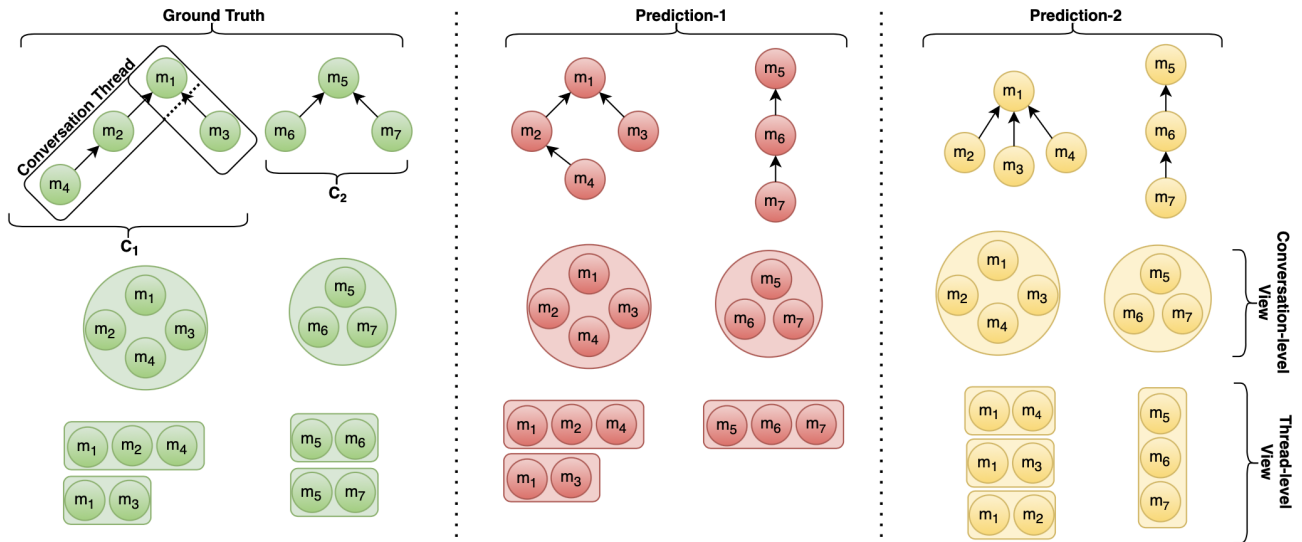 Ground Truth
Prediction-1
Prediction-2
Conversation Thread
m1
m2
m3
m4
C1
m5
m6
m7
C2
m1
m2
m3
m4
m5
m6
m7
m1
m2
m3
m4
m5
m6
m7
m1
m2
m3
m4
m5
m6
m7
m1
m2
m3
m4
m5
m6
m7
m1
m2
m3
m4
m5
m6
m7
Conversation-level
View
m1 m2 m4
m1 m3
m5 m6
m5 m7
m1 m2 m4
m1 m3
m5 m6 m7
m1 m4
m1 m3
m1 m2
m5
m6
m7
Thread-level
View